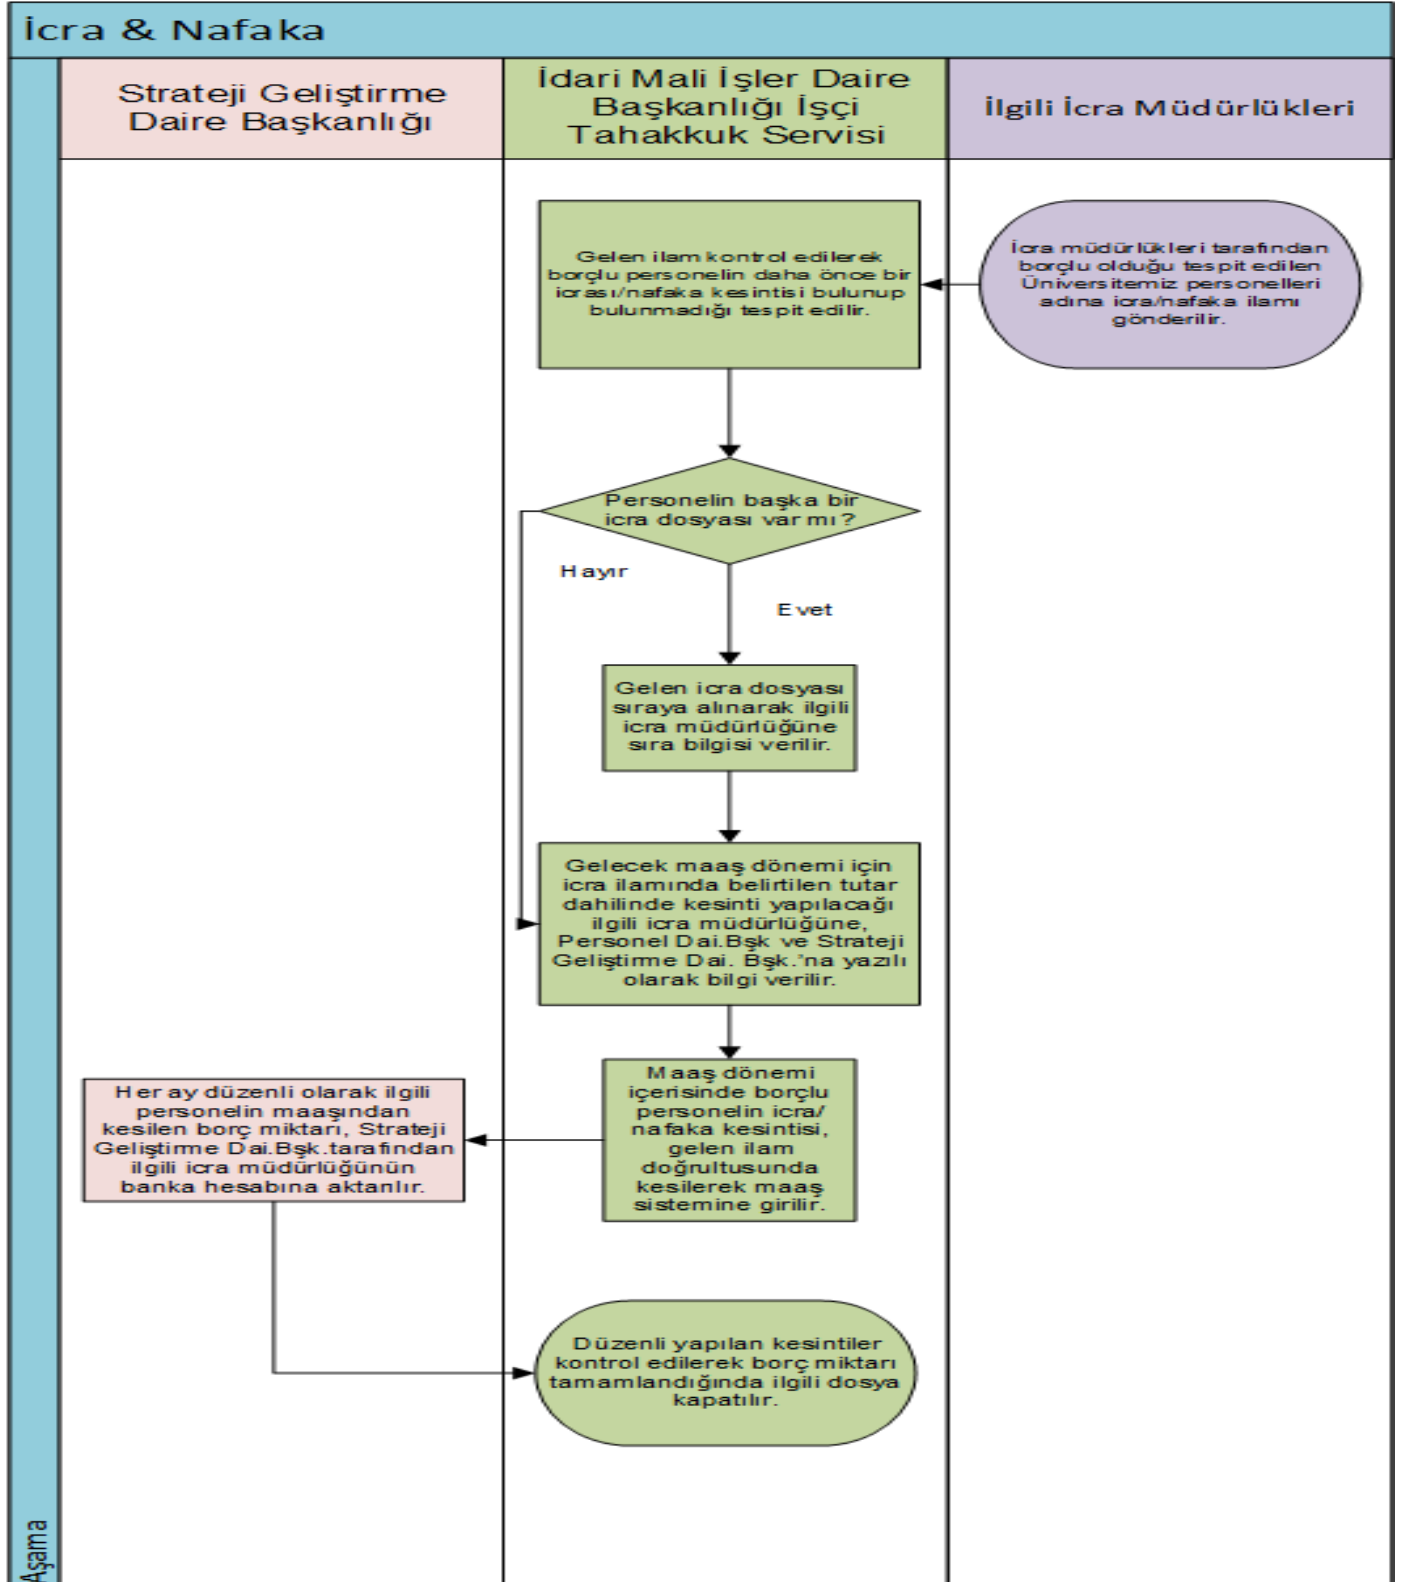 İcra & Nafaka
Strateji Geliştirme
Daire Başkanlığı
İdari Mali İşler Daire
Başkanlığı İşçi
Tahakkuk Servisi
İlgili İcra Müdürlükleri
İcra müdürlükleri tarafından
borçlu olduğu tespit edilen
Üniversitemiz personelleri
adına icra/nafaka ilamı
gönderilir.
Gelen ilam kontrol edilerek
borçlu personelin daha önce bir
icrası/nafaka kesintisi bulunup
bulunmadığı tespit edilir.
Personelin başka bir
icra dosyası var mı?
Hayır
Evet
Gelen icra dosyası
sıraya alınarak ilgili
icra müdürlüğüne
sıra bilgisi verilir.
Gelecek maaş dönemi için
icra ilamında belirtilen tutar
dahilinde kesinti yapılacağı
ilgili icra müdürlüğüne,
Personel Dai.Bşk ve Strateji
Geliştirme Dai. Bşk.'na yazılı
olarak bilgi verilir.
Maaş dönemi
içerisinde borçlu
personelin icra/
nafaka kesintisi,
gelen ilam
doğrultusunda
kesilerek maaş
sistemine girilir.
Her ay düzenli olarak ilgili
personelin maaşından
kesilen borç miktarı, Strateji
Geliştirme Dai.Bşk.tarafından
ilgili icra müdürlüğünün
banka hesabına aktarılır.
Düzenli yapılan kesintiler
kontrol edilerek borç miktarı
tamamlandığında ilgili dosya
kapatılır.
Aşama